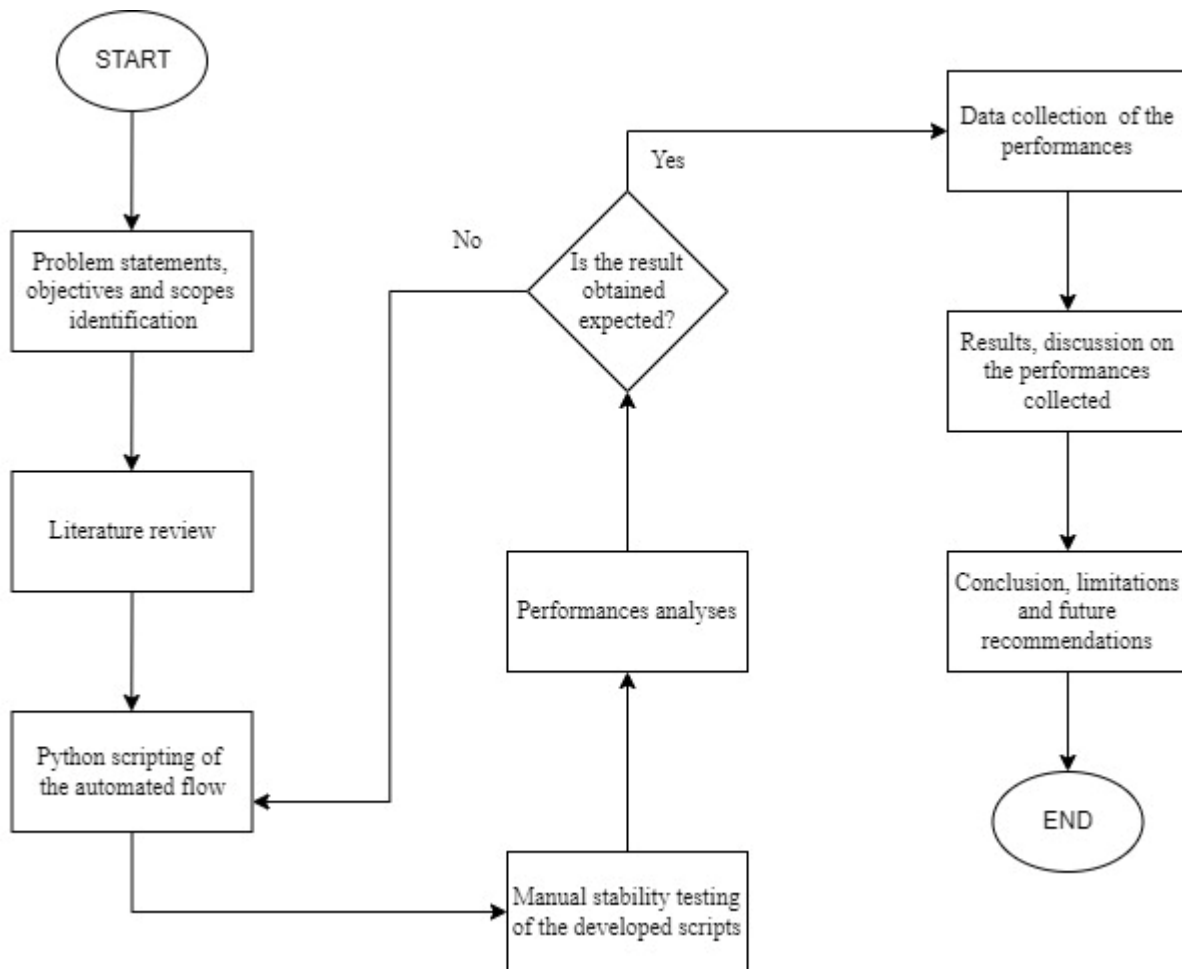 START
Problem statements,
objectives and scopes
identification
Literature review
Python scripting of
the automated flow
Manual stability testing
of the developed scripts
Performances analyses
Is the result
obtained
expected?
No
Yes
Data collection of the
performances
Results, discussion on
the performances
collected
Conclusion, limitations
and future
recommendations
END